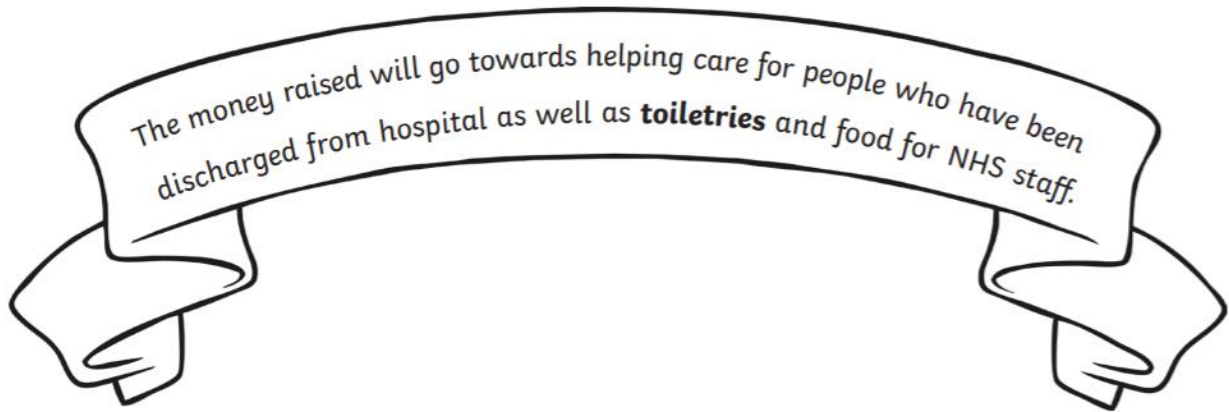 The money raised will go towards helping care for people who have been
discharged from hospital as well as toiletries and food for NHS staff.